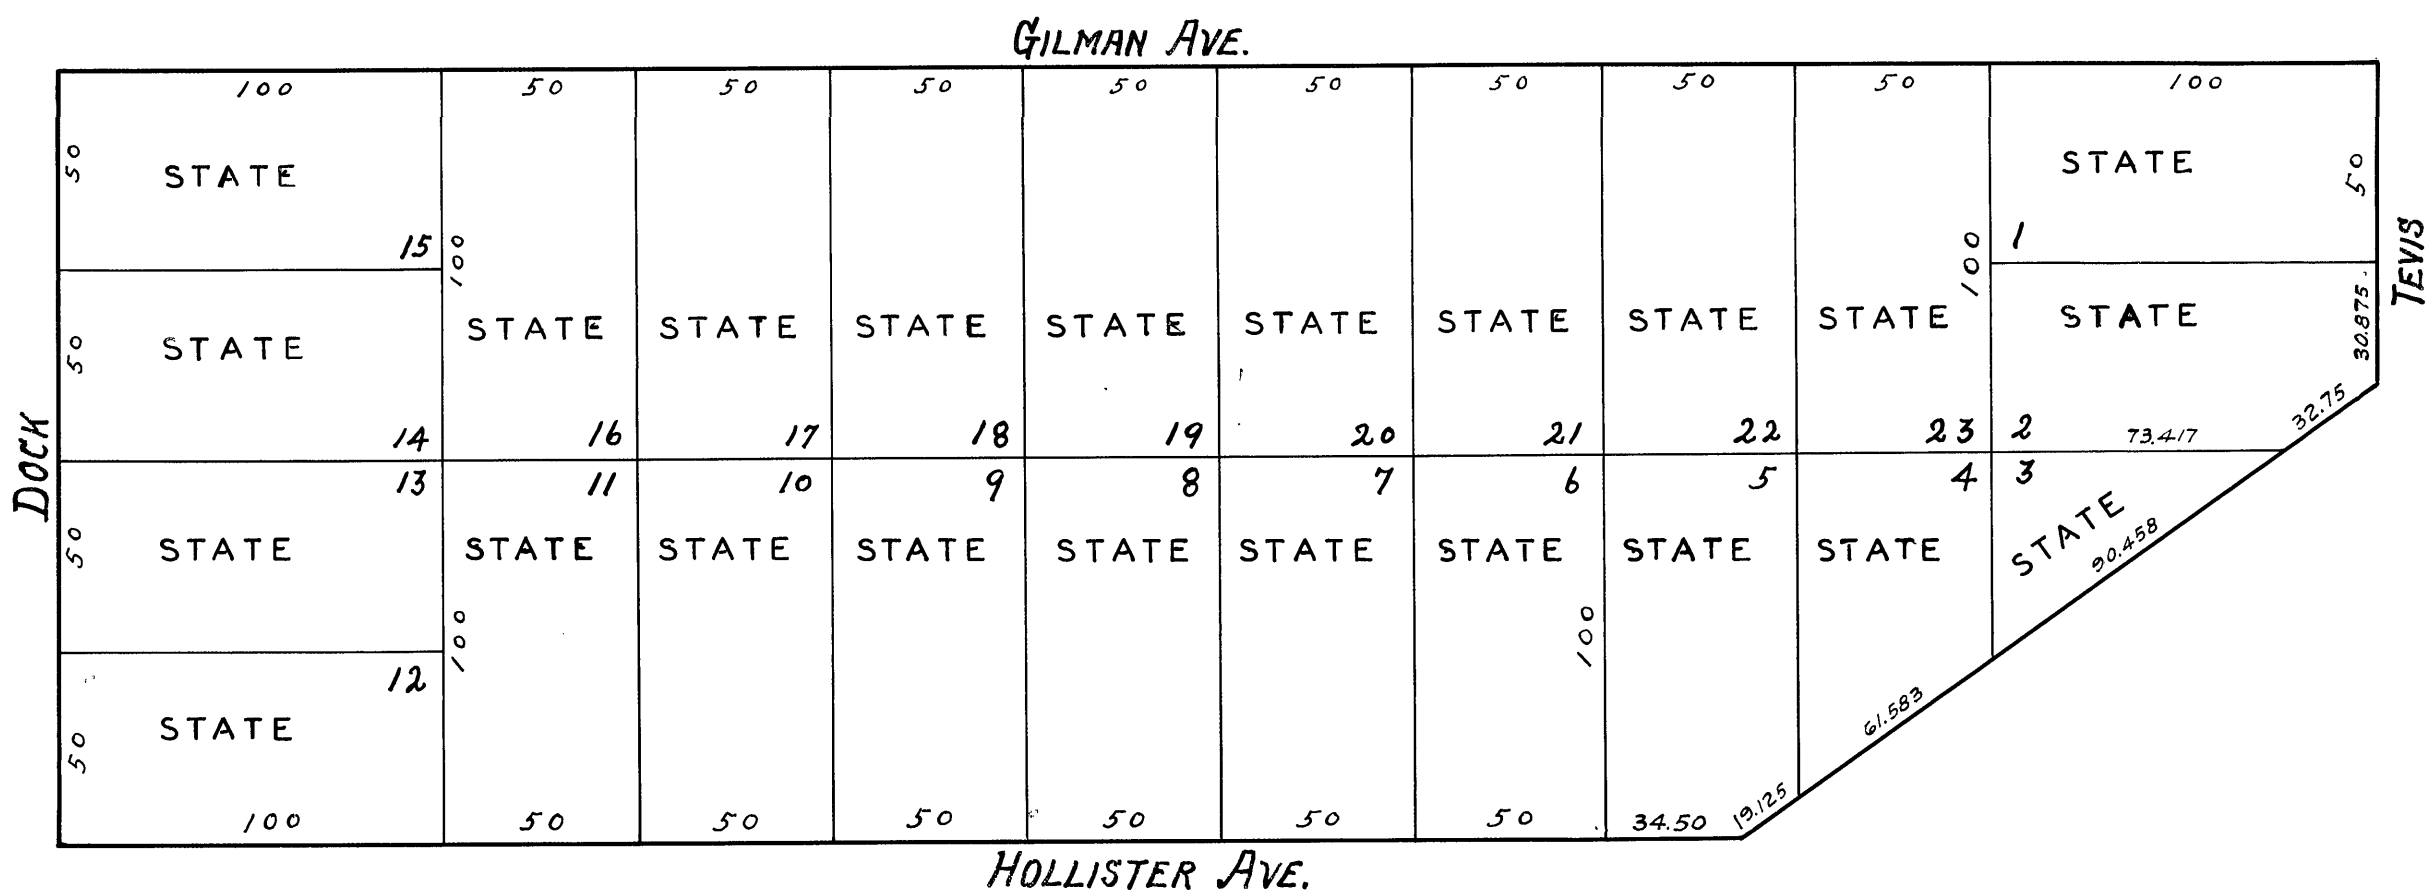 GILMAN AVE.
100 50 50 50 50 50 50 50 50 100
50 STATE STATE 50
15 100 100 1
TEVIS
50 STATE STATE STATE STATE STATE STATE STATE STATE STATE STATE 30.875
32.75
14 16 17 18 19 20 21 22 23 2 73.417
DOCK
13 11 10 9 8 7 6 5 4 3
50 STATE STATE STATE STATE STATE STATE STATE STATE STATE STATE 90.458
100 100
12
61.583
50 STATE
100 50 50 50 50 50 50 34.50 19.125
HOLLISTER AVE.